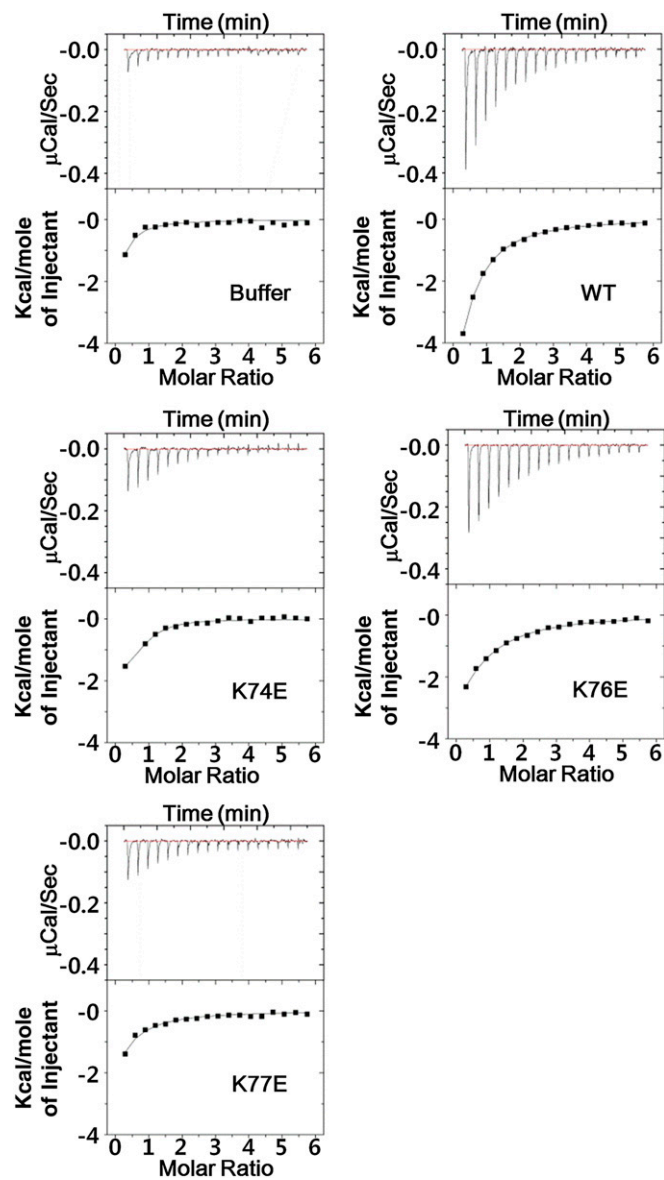 Time (min)
-0.0
-0.2
-0.4
μCal/Sec
-0
-2
-4
Kcal/mole
of Injectant
Buffer
0 1 2 3 4 5 6
Molar Ratio
Time (min)
-0.0
-0.2
-0.4
μCal/Sec
-0
-2
-4
Kcal/mole
of Injectant
WT
0 1 2 3 4 5 6
Molar Ratio
Time (min)
-0.0
-0.2
-0.4
μCal/Sec
-0
-2
-4
Kcal/mole
of Injectant
K74E
0 1 2 3 4 5 6
Molar Ratio
Time (min)
-0.0
-0.2
-0.4
μCal/Sec
-0
-2
-4
Kcal/mole
of Injectant
K76E
0 1 2 3 4 5 6
Molar Ratio
Time (min)
-0.0
-0.2
-0.4
μCal/Sec
-0
-2
-4
Kcal/mole
of Injectant
K77E
0 1 2 3 4 5 6
Molar Ratio